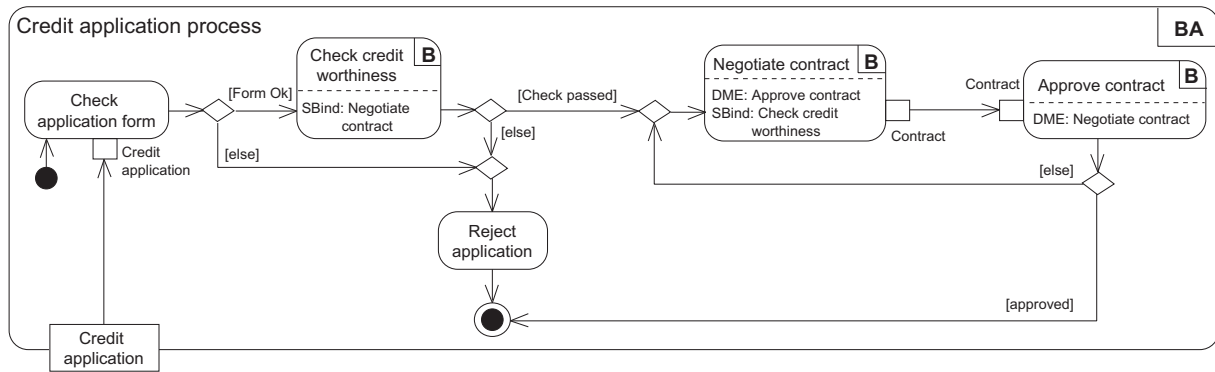 Credit application process
BA
Check
application form
Credit
application
[Form Ok]
[else]
Check credit
worthiness
B
SBind: Negotiate
contract
[Check passed]
[else]
Reject
application
Negotiate contract
B
DME: Approve contract
SBind: Check credit
worthiness
Contract
Contract
Approve contract
B
DME: Negotiate contract
[else]
[approved]
Credit
application